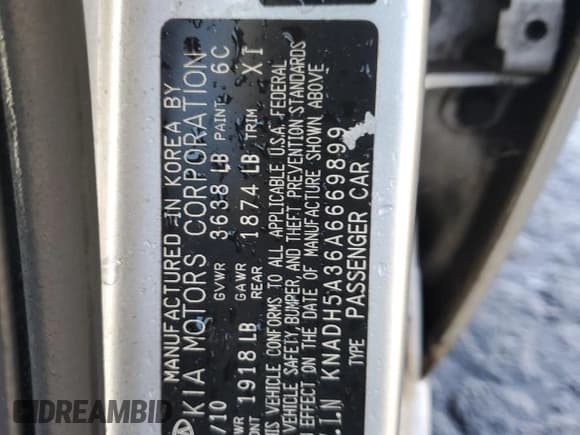 MANUFACTURED IN KOREA BY
KIA MOTORS CORPORATION
/10 GVWR 3638 LB PAINT 6C
GAWR
1918 LB REAR 1874 LB TRIM XI
VEHICLE CONFORMS TO ALL APPLICABLE U.S.A. FEDERAL
VEHICLE SAFETY, BUMPER, AND THEFT PREVENTION STANDARDS
EFFECT ON THE DATE OF MANUFACTURE SHOWN ABOVE
KNADH5A36A6669899
TYPE PASSENGER CAR
DREAMBID